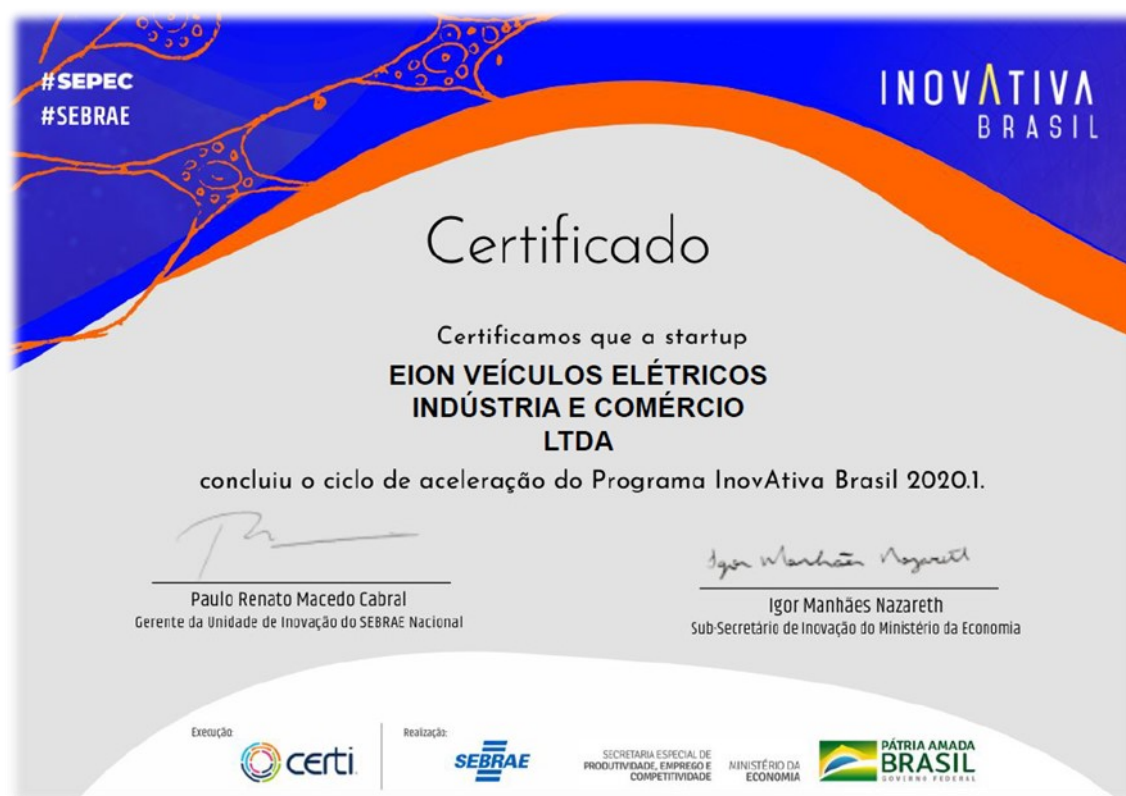 #SEPEC
#SEBRAE
INOVATIVA
BRASIL
Certificado
Certificamos que a startup
EION VEÍCULOS ELÉTRICOS
INDÚSTRIA E COMÉRCIO
LTDA
concluiu o ciclo de aceleração do Programa InovAtiva Brasil 2020.1.
Igor Manhães Nazareth
Paulo Renato Macedo Cabral
Gerente da Unidade de Inovação do SEBRAE Nacional
Igor Manhães Nazareth
Sub-Secretário de Inovação do Ministério da Economia
Execução:
certi
Realização:
SEBRAE
SECRETARIA ESPECIAL DE
PRODUTIVIDADE, EMPREGO E
COMPETITIVIDADE
MINISTÉRIO DA
ECONOMIA
PÁTRIA AMADA
BRASIL
GOVERNO FEDERAL